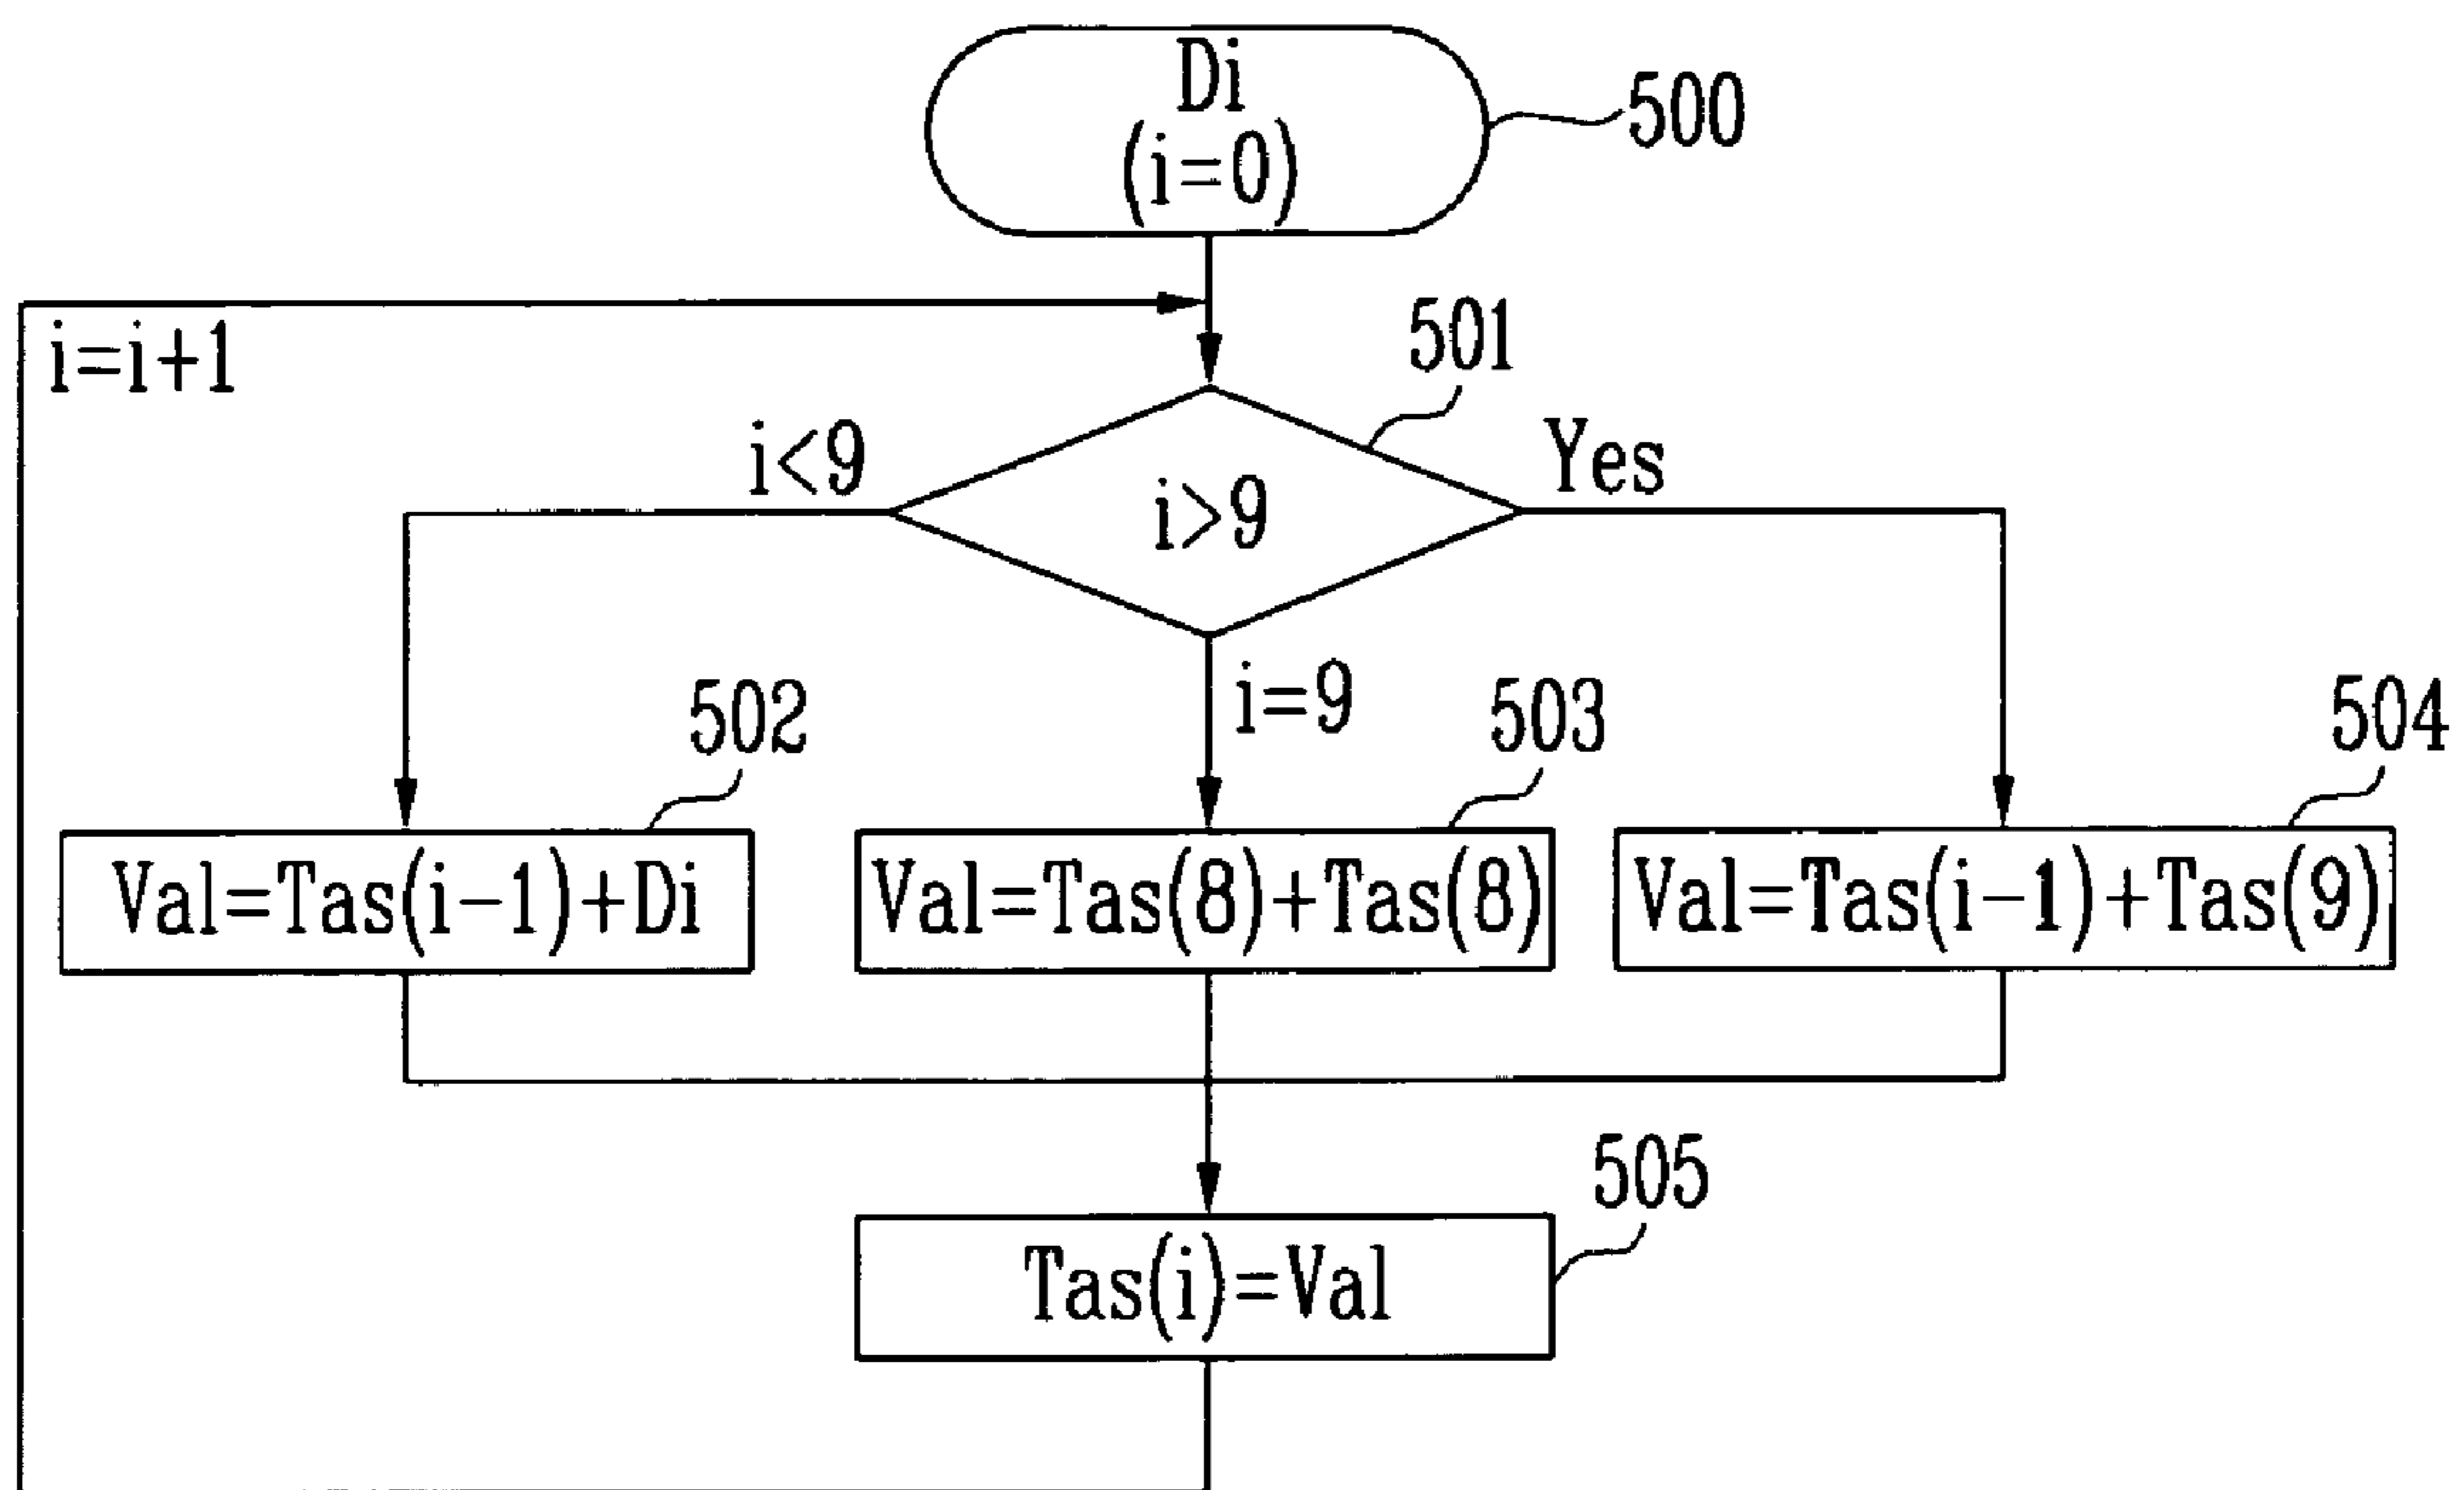 Di
(i=0)
500
i=i+1
501
i<9
Yes
i>9
i=9
502
503
504
Val=Tas(i-1)+Di
Val=Tas(8)+Tas(8)
Val=Tas(i-1)+Tas(9)
505
Tas(i)=Val